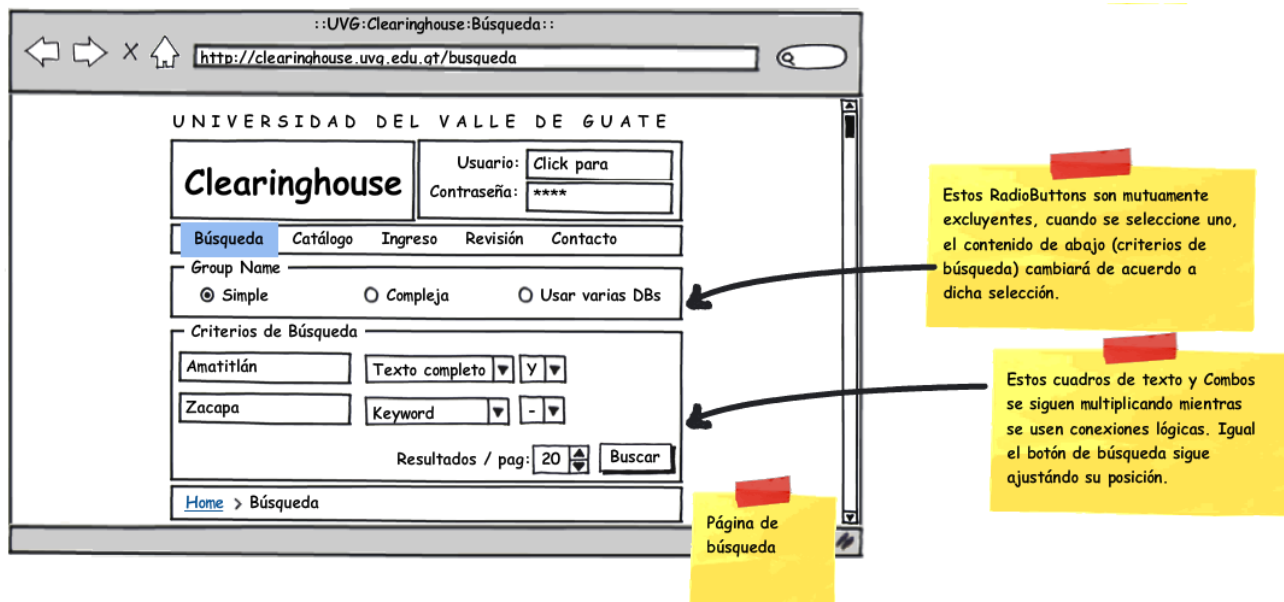 ::UVG:Clearinghouse:Búsqueda::
http://clearinghouse.uvg.edu.gt/busqueda
UNIVERSIDAD DEL VALLE DE GUATE
Clearinghouse
Usuario: Click para
Contraseña: ****
Búsqueda Catálogo Ingreso Revisión Contacto
Group Name
Simple Compleja Usar varias DBs
Criterios de Búsqueda
Amatitlán Texto completo Y
Zacapa Keyword -
Resultados / pag: 20 Buscar
Home > Búsqueda
Estos RadioButtons son mutuamente
excluyentes, cuando se seleccione uno,
el contenido de abajo (criterios de
búsqueda) cambiará de acuerdo a
dicha selección.
Estos cuadros de texto y Combos
se siguen multiplicando mientras
se usen conexiones lógicas. Igual
el botón de búsqueda sigue
ajustándo su posición.
Página de
búsqueda